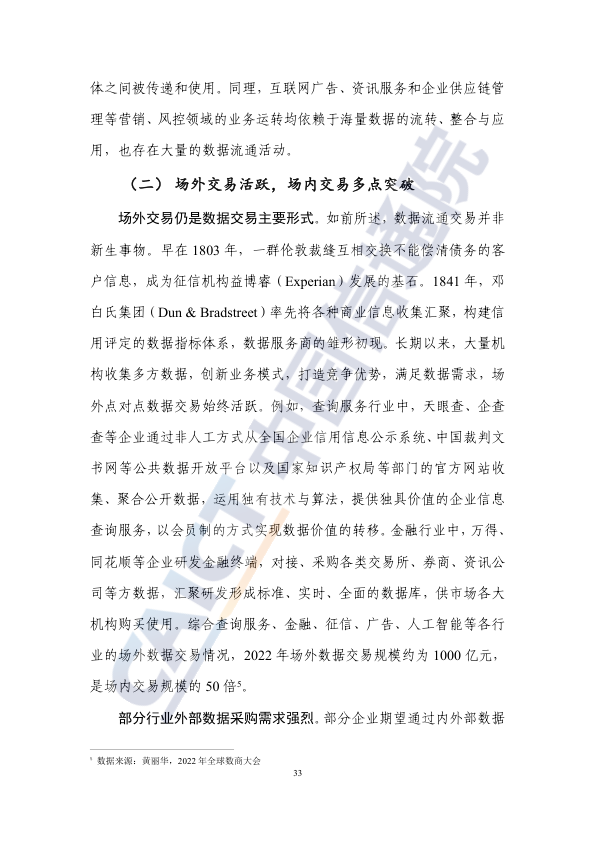 体之间被传递和使用。同理，互联网广告、资讯服务和企业供应链管
理等营销、风控领域的业务运转均依赖于海量数据的流转、整合与应
用，也存在大量的数据流通活动。
（二） 场外交易活跃，场内交易多点突破
场外交易仍是数据交易主要形式。如前所述，数据流通交易并非
新生事物。早在 1803 年，一群伦敦裁缝互相交换不能偿清债务的客
户信息，成为征信机构益博睿（Experian）发展的基石。1841 年，邓
白氏集团（Dun & Bradstreet）率先将各种商业信息收集汇聚，构建信
用评定的数据指标体系，数据服务商的雏形初现。长期以来，大量机
构收集多方数据，创新业务模式，打造竞争优势，满足数据需求，场
外点对点数据交易始终活跃。例如，查询服务行业中，天眼查、企查
查等企业通过非人工方式从全国企业信用信息公示系统、中国裁判文
书网等公共数据开放平台以及国家知识产权局等部门的官方网站收
集、聚合公开数据，运用独有技术与算法，提供独具价值的企业信息
查询服务，以会员制的方式实现数据价值的转移。金融行业中，万得、
同花顺等企业研发金融终端，对接、采购各类交易所、券商、资讯公
司等方数据，汇聚研发形成标准、实时、全面的数据库，供市场各大
机构购买使用。综合查询服务、金融、征信、广告、人工智能等各行
业的场外数据交易情况，2022 年场外数据交易规模约为 1000 亿元，
是场内交易规模的 50 倍5。
部分行业外部数据采购需求强烈。部分企业期望通过内外部数据
5 数据来源：黄丽华，2022 年全球数商大会
33
CAICT 中国信通院